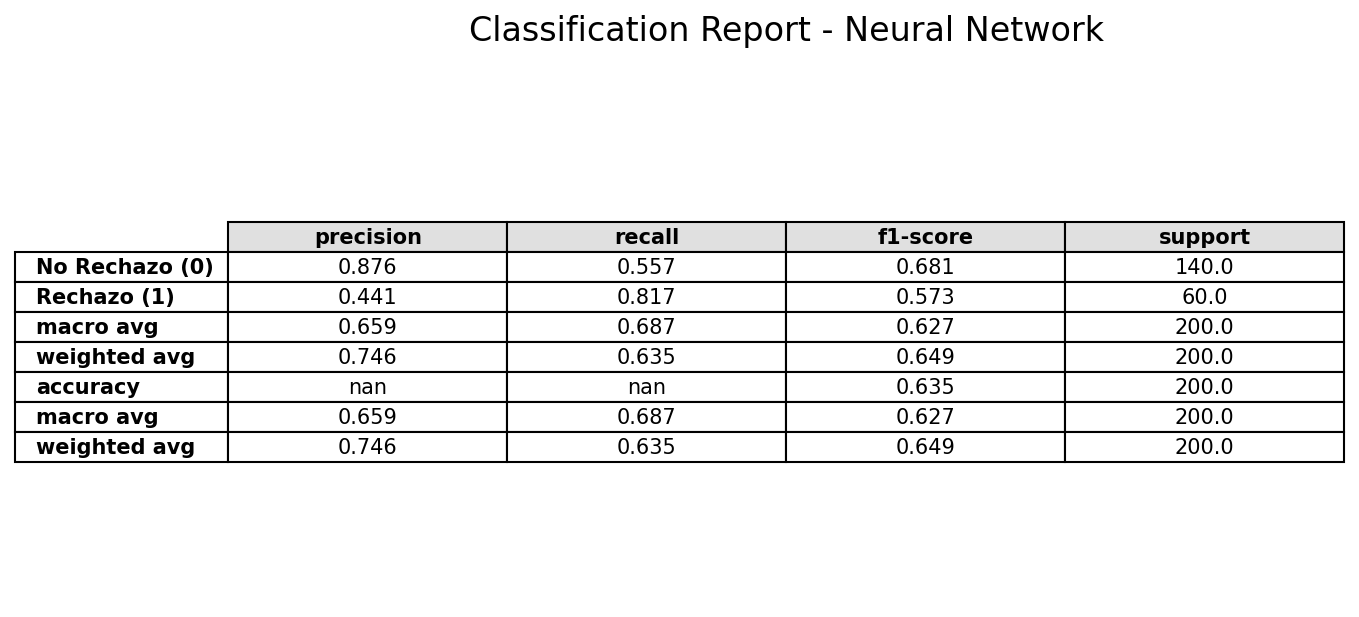 Classification Report - Neural Network
precision recall f1-score support
No Rechazo (0) 0.876 0.557 0.681 140.0
Rechazo (1) 0.441 0.817 0.573 60.0
macro avg 0.659 0.687 0.627 200.0
weighted avg 0.746 0.635 0.649 200.0
accuracy nan nan 0.635 200.0
macro avg 0.659 0.687 0.627 200.0
weighted avg 0.746 0.635 0.649 200.0